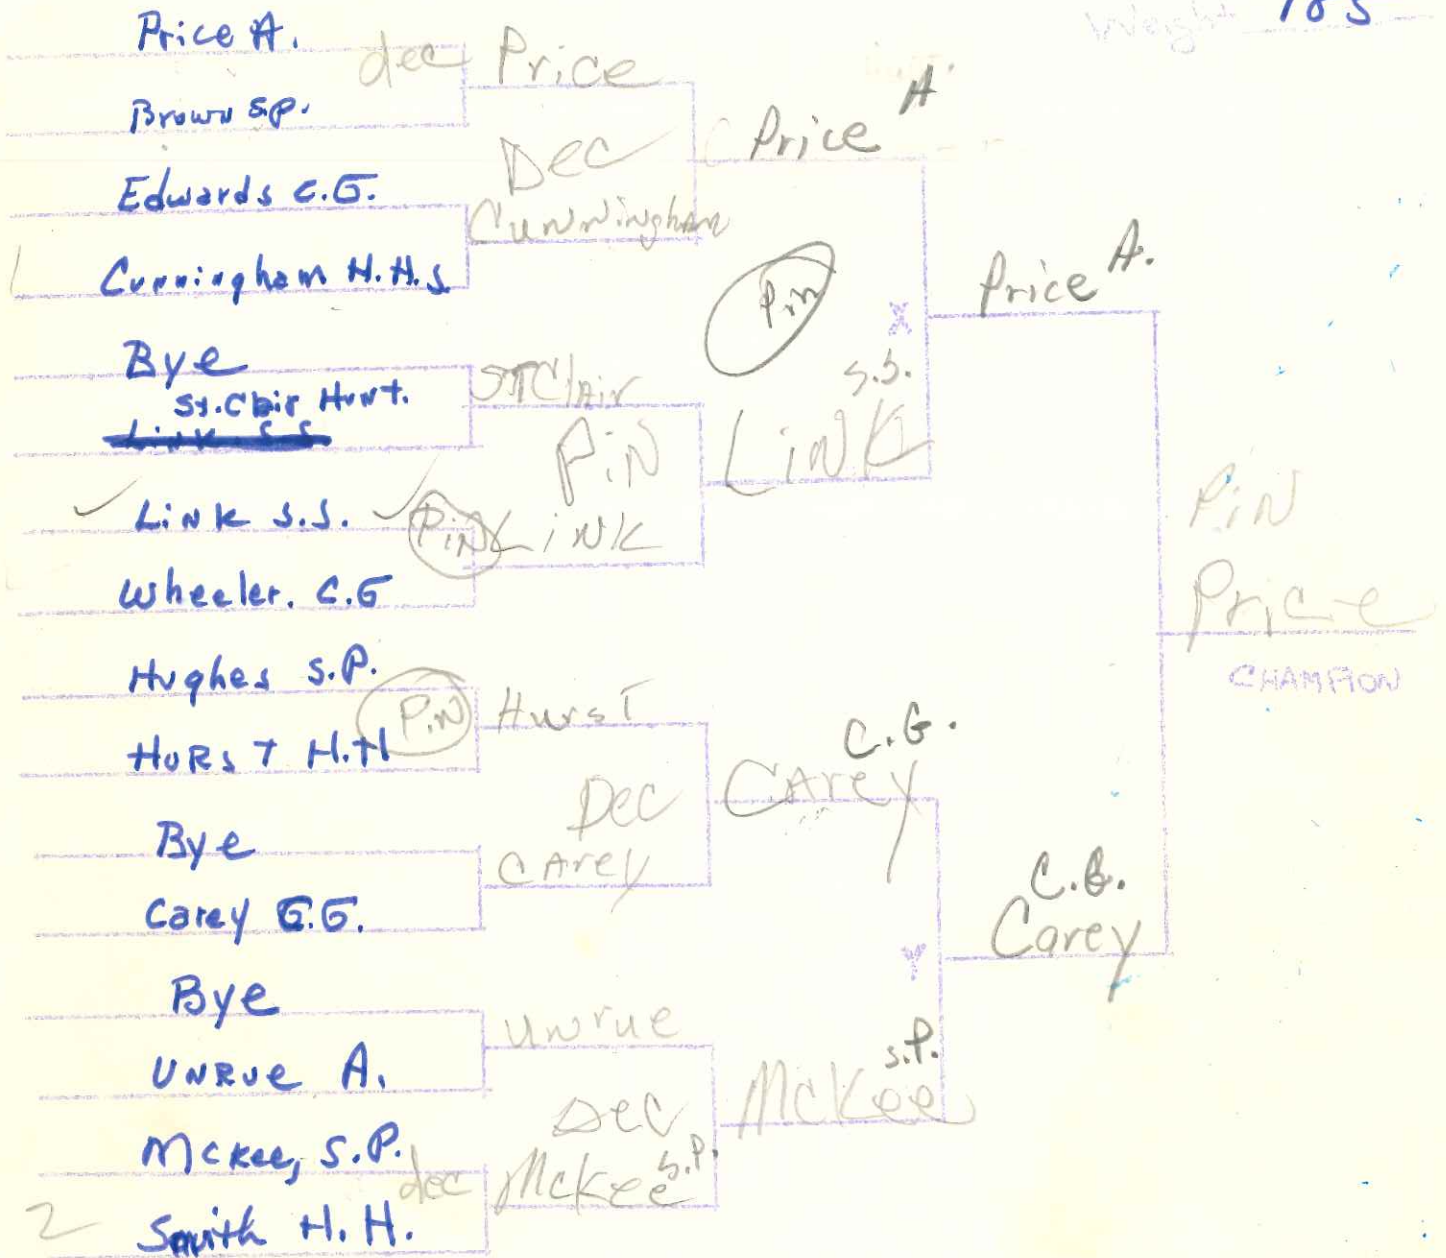 Weight 185
Price A.
Brown S.P.
Edwards C.G.
Cunningham H.H.S.
Bye
St. Clair Hunt.
Link S.S.
Link S.S.
Wheeler. C.G
Hughes S.P.
HURST H.H
Bye
Carey G.G.
Bye
UNRUE A.
McKee, S.P.
2 Smith H.H.
dec Price
Dec
Cunningham
ST Clair
PiN
PiN LiNK
PiN Hurst
Dec
CArey
unrue
Dec
dec McKee S.P.
Price A
Pin
S.S.
LiNK
X
C.G.
CArey
Y
S.P.
McKee
Price A.
C.G.
Carey
PiN
Price
CHAMPION